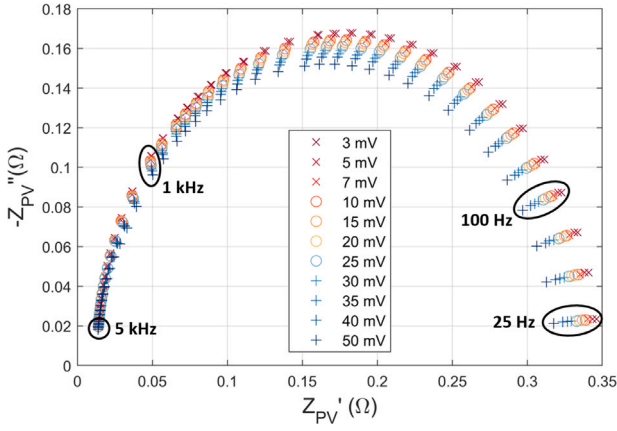 0.18
0.16
0.14
0.12
0.1
0.08
0.06
0.04
0.02
0
-Z_PV''(Ω)
0
0.05
0.1
0.15
0.2
0.25
0.3
0.35
Z_PV' (Ω)
1 kHz
5 kHz
100 Hz
25 Hz
3 mV
5 mV
7 mV
10 mV
15 mV
20 mV
25 mV
30 mV
35 mV
40 mV
50 mV